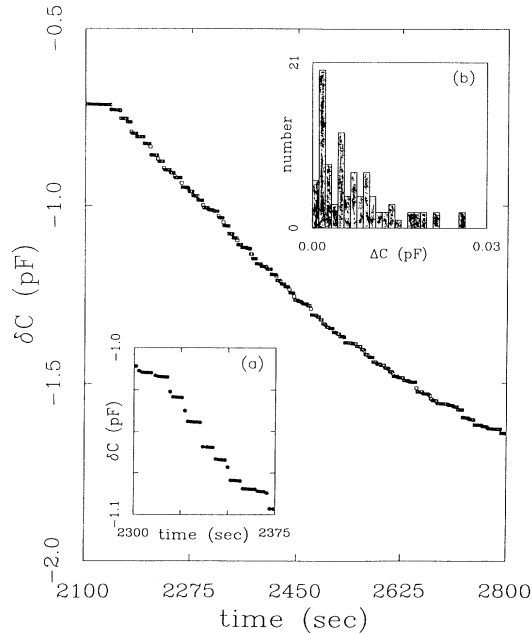 -0.5
-1.0
-1.5
-2.0
δC (pF)
2100
2275
2450
2625
2800
time (sec)
(b)
21
0
number
0.00
0.03
ΔC (pF)
(a)
-1.0
-1.1
δC (pF)
2300
2375
time (sec)